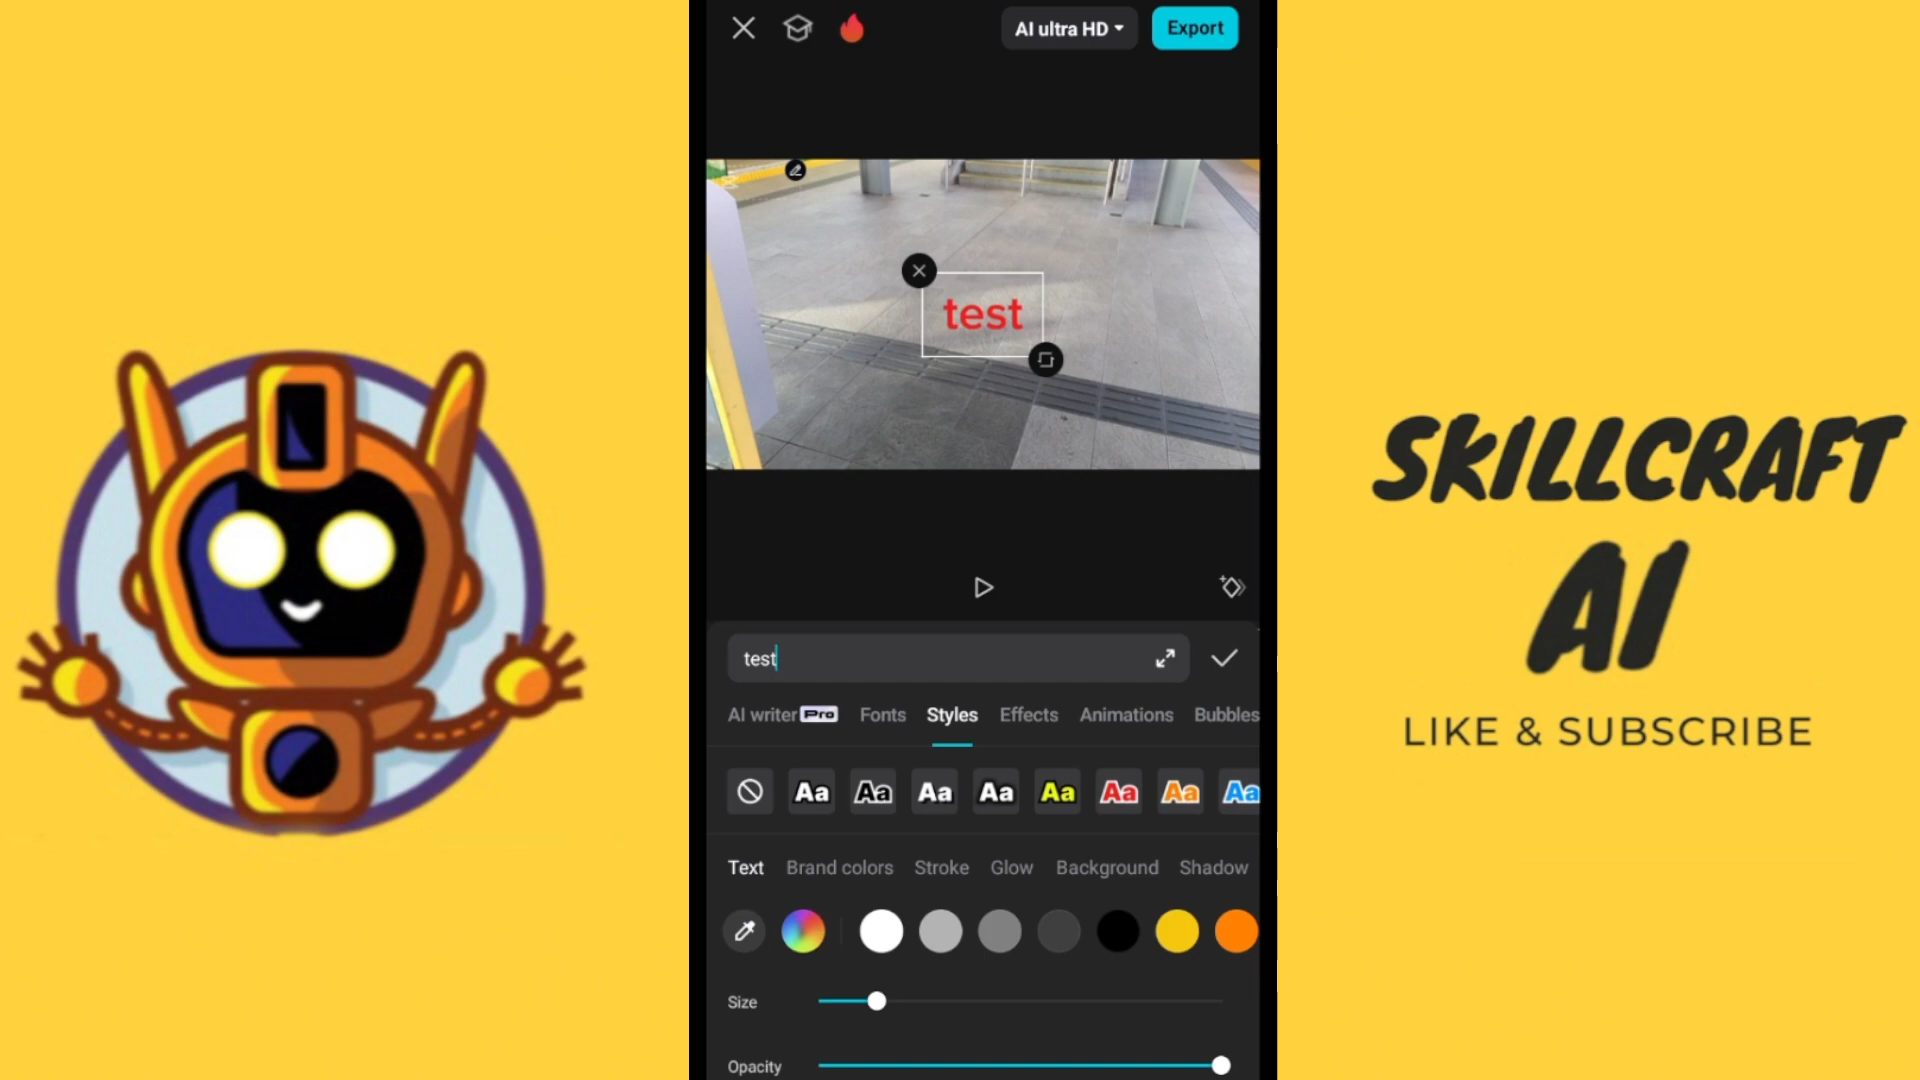 AI ultra HD
Export
test
test
AI writer Pro Fonts Styles Effects Animations Bubbles
Aa Aa Aa Aa Aa Aa Aa Aa
Text Brand colors Stroke Glow Background Shadow
Size
Opacity
SKILLCRAFT
AI
LIKE & SUBSCRIBE